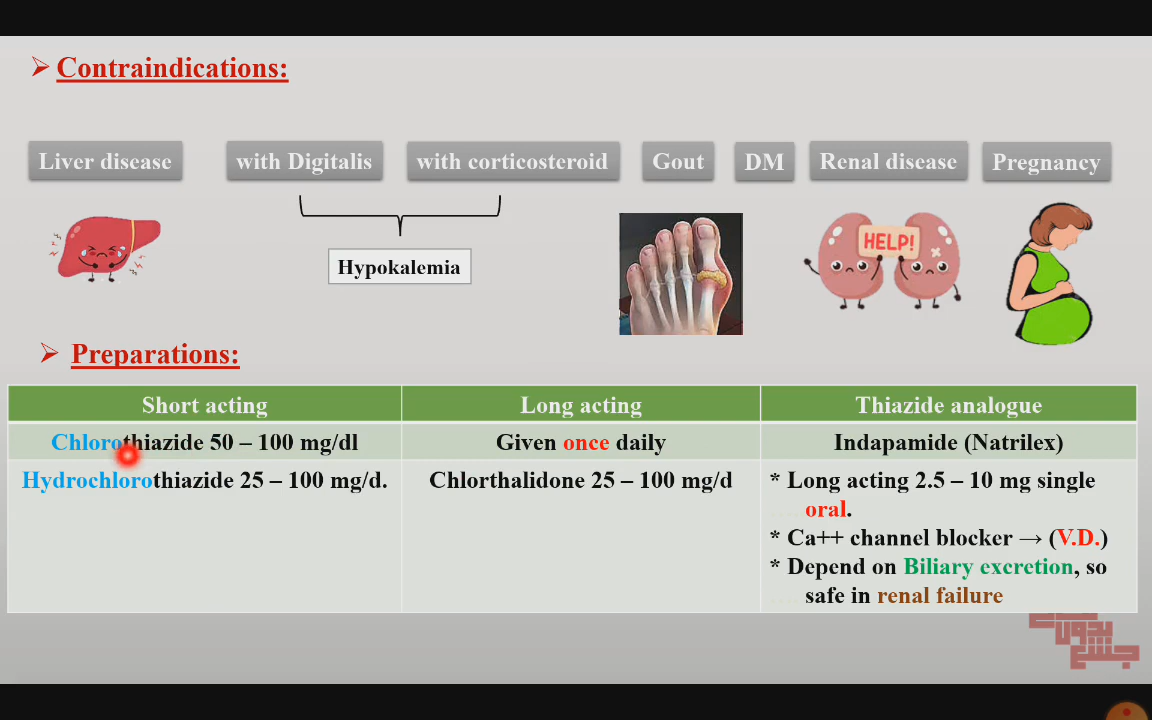 Contraindications:
Liver disease
with Digitalis
with corticosteroid
Gout
DM
Renal disease
Pregnancy
HELP!
Hypokalemia
Preparations:
Short acting
Long acting
Thiazide analogue
Chlorothiazide 50 – 100 mg/dl
Given once daily
Indapamide (Natrilex)
Hydrochlorothiazide 25 – 100 mg/d.
Chlorthalidone 25 – 100 mg/d
* Long acting 2.5 – 10 mg single
oral.
* Ca++ channel blocker → (V.D.)
* Depend on Biliary excretion, so
safe in renal failure